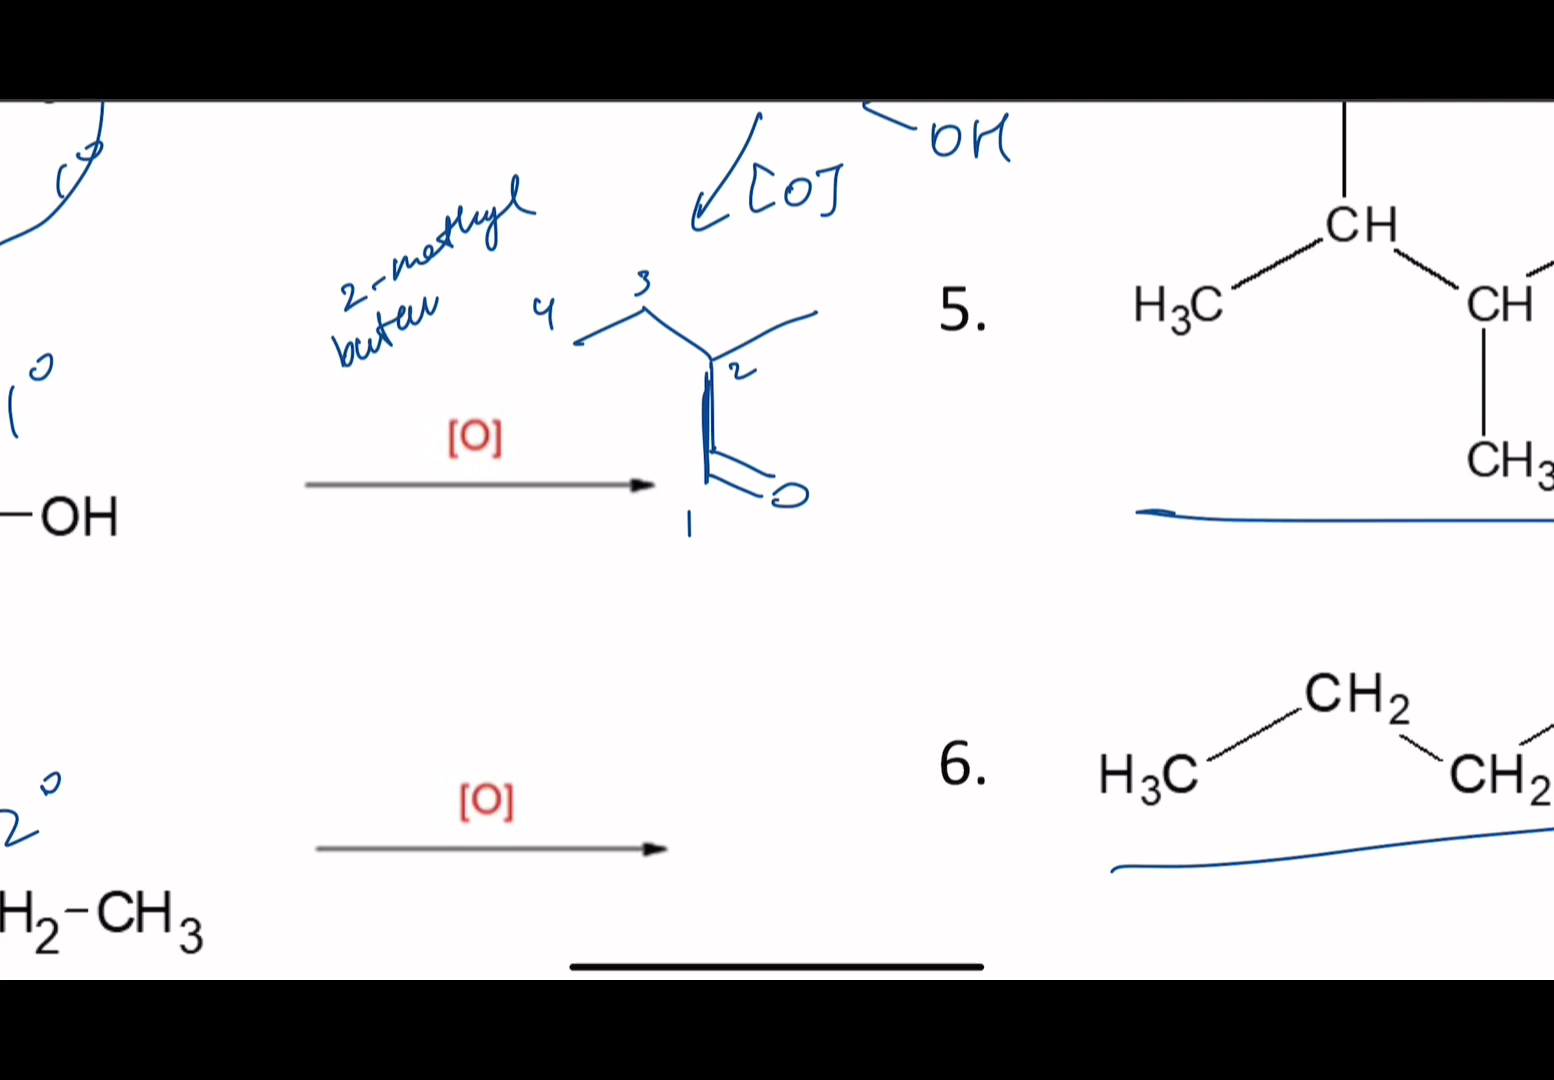 OH
[O]
1°
2-methyl
butan
4
3
2
[O]
1
1°
-OH
5.
CH
H3C
CH
CH3
6.
CH2
H3C
CH2
2°
[O]
H2-CH3